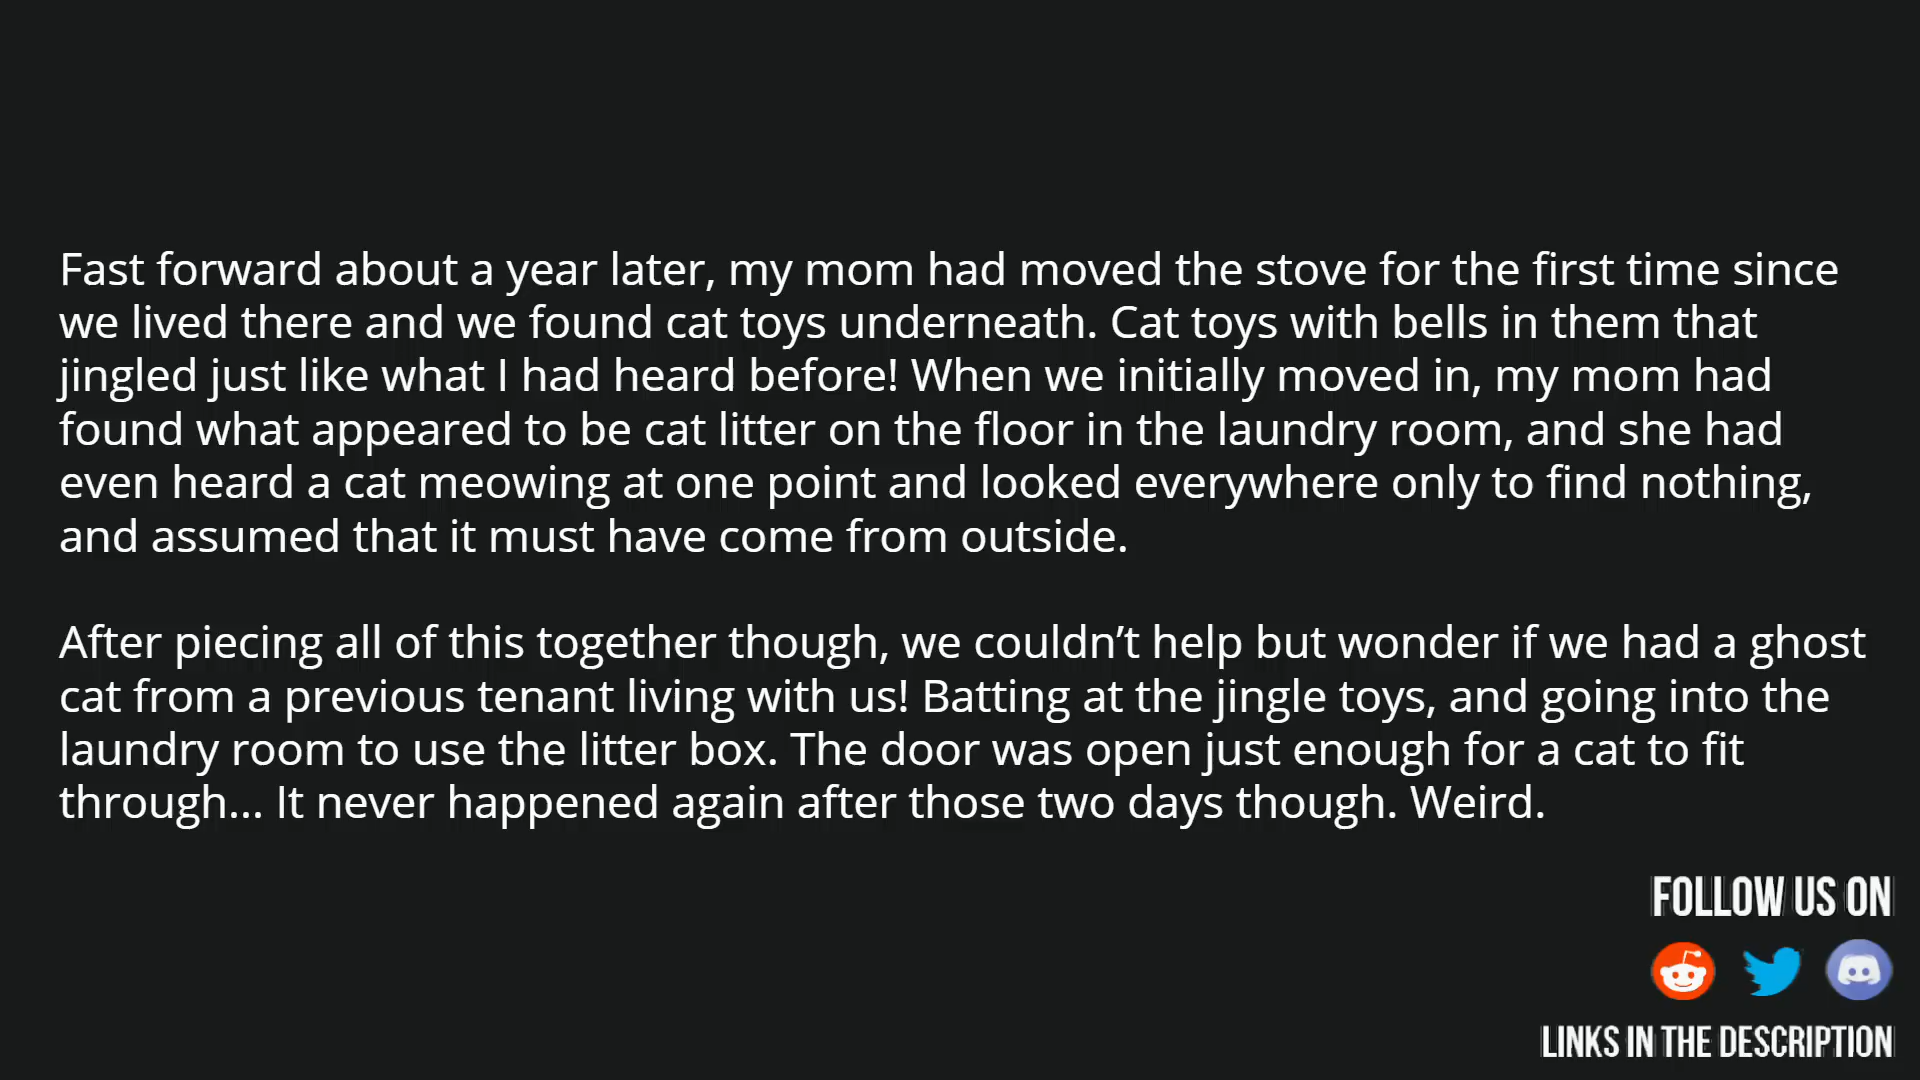 Fast forward about a year later, my mom had moved the stove for the first time since
we lived there and we found cat toys underneath. Cat toys with bells in them that
jingled just like what I had heard before! When we initially moved in, my mom had
found what appeared to be cat litter on the floor in the laundry room, and she had
even heard a cat meowing at one point and looked everywhere only to find nothing,
and assumed that it must have come from outside.
After piecing all of this together though, we couldn’t help but wonder if we had a ghost
cat from a previous tenant living with us! Batting at the jingle toys, and going into the
laundry room to use the litter box. The door was open just enough for a cat to fit
through... It never happened again after those two days though. Weird.
FOLLOW US ON
LINKS IN THE DESCRIPTION